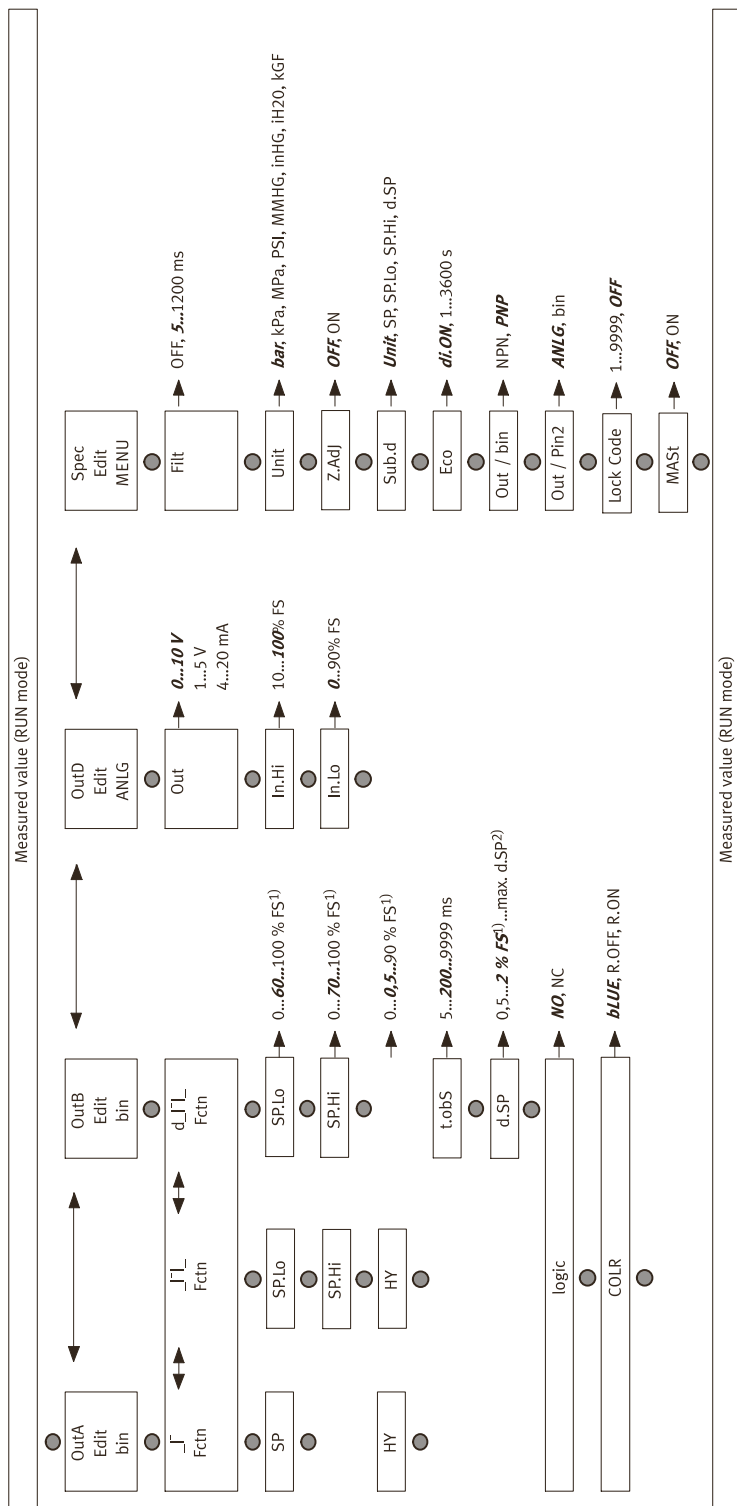 Measured value (RUN mode)
OutA
Edit
bin
OutB
Edit
bin
OutD
Edit
ANLG
Spec
Edit
MENU
_I¯
Fctn
_I¯I_
Fctn
d_I¯I_
Fctn
Out
0...10 V
1...5 V
4...20 mA
Filt
OFF, 5...1200 ms
SP
SP.Lo
SP.Lo
0...60...100 % FS1)
In.Hi
10...100% FS
Unit
bar, kPa, MPa, PSI, MMHG, inHG, iH20, kGF
SP.Hi
SP.Hi
0...70...100 % FS1)
In.Lo
0...90% FS
Z.AdJ
OFF, ON
HY
HY
0...0,5...90 % FS1)
Sub.d
Unit, SP, SP.Lo, SP.Hi, d.SP
t.obS
5...200...9999 ms
Eco
di.ON, 1...3600 s
d.SP
0,5...2 % FS1)...max. d.SP2)
Out / bin
NPN, PNP
logic
NO, NC
Out / Pin2
ANLG, bin
COLR
bLUE, R.OFF, R.ON
Lock Code
1...9999, OFF
MASt
OFF, ON
Measured value (RUN mode)